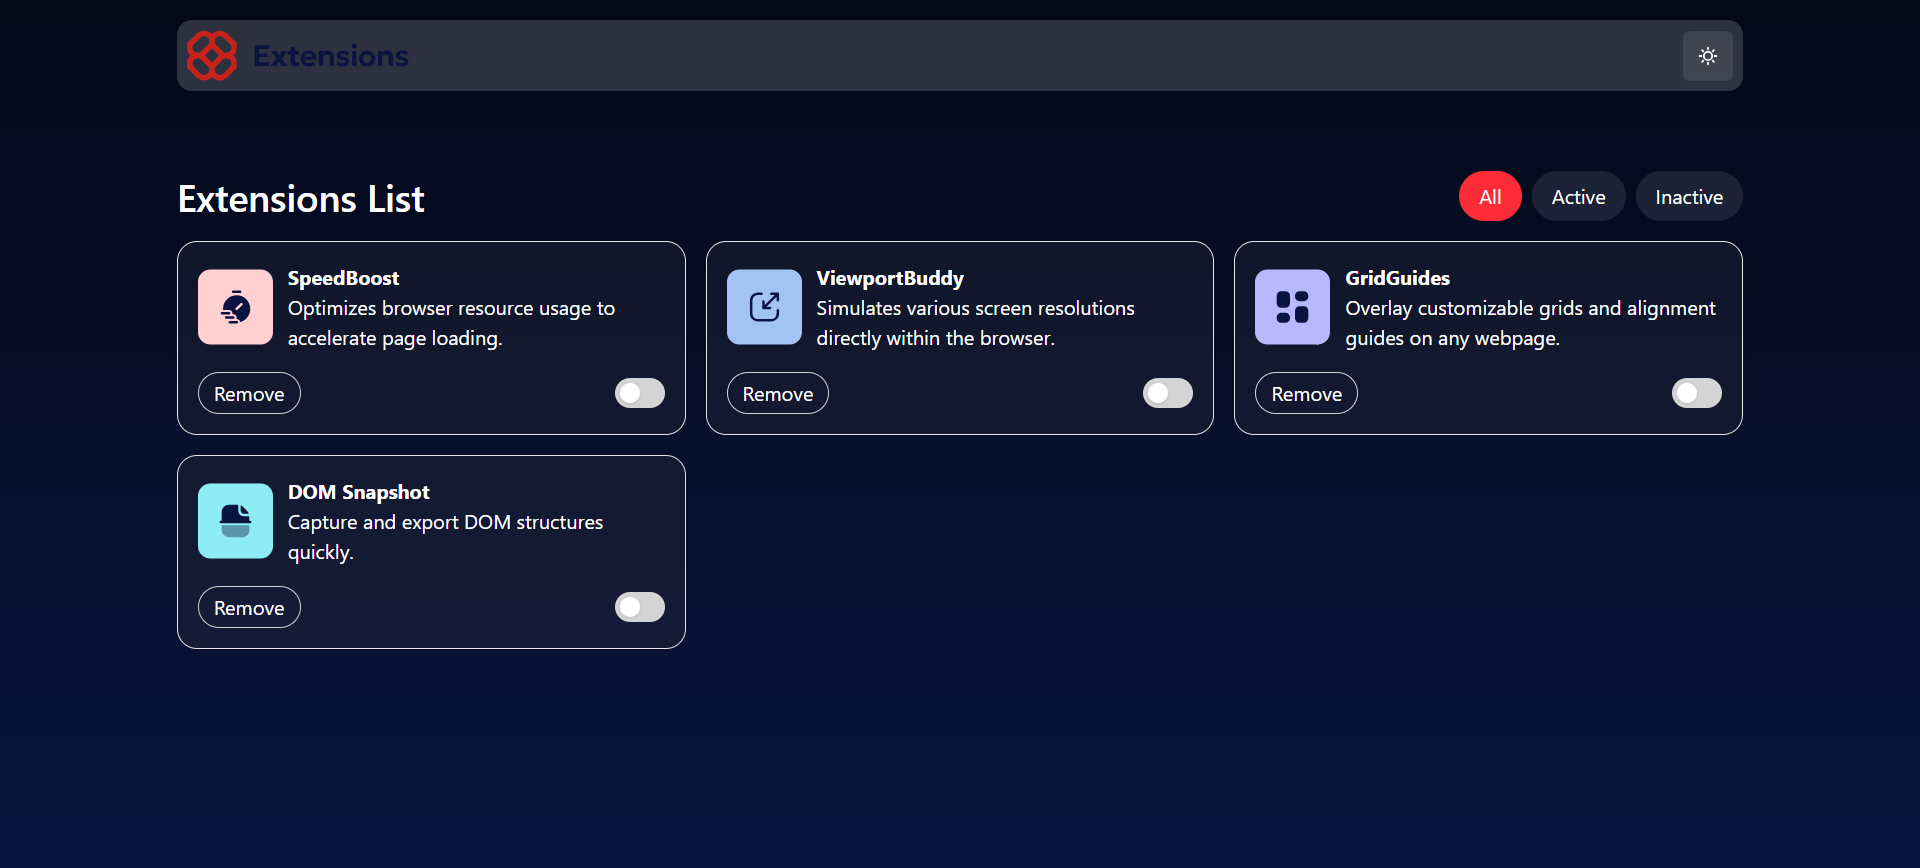 Extensions
Extensions List
All
Active
Inactive
SpeedBoost
Optimizes browser resource usage to
accelerate page loading.
Remove
ViewportBuddy
Simulates various screen resolutions
directly within the browser.
Remove
GridGuides
Overlay customizable grids and alignment
guides on any webpage.
Remove
DOM Snapshot
Capture and export DOM structures
quickly.
Remove